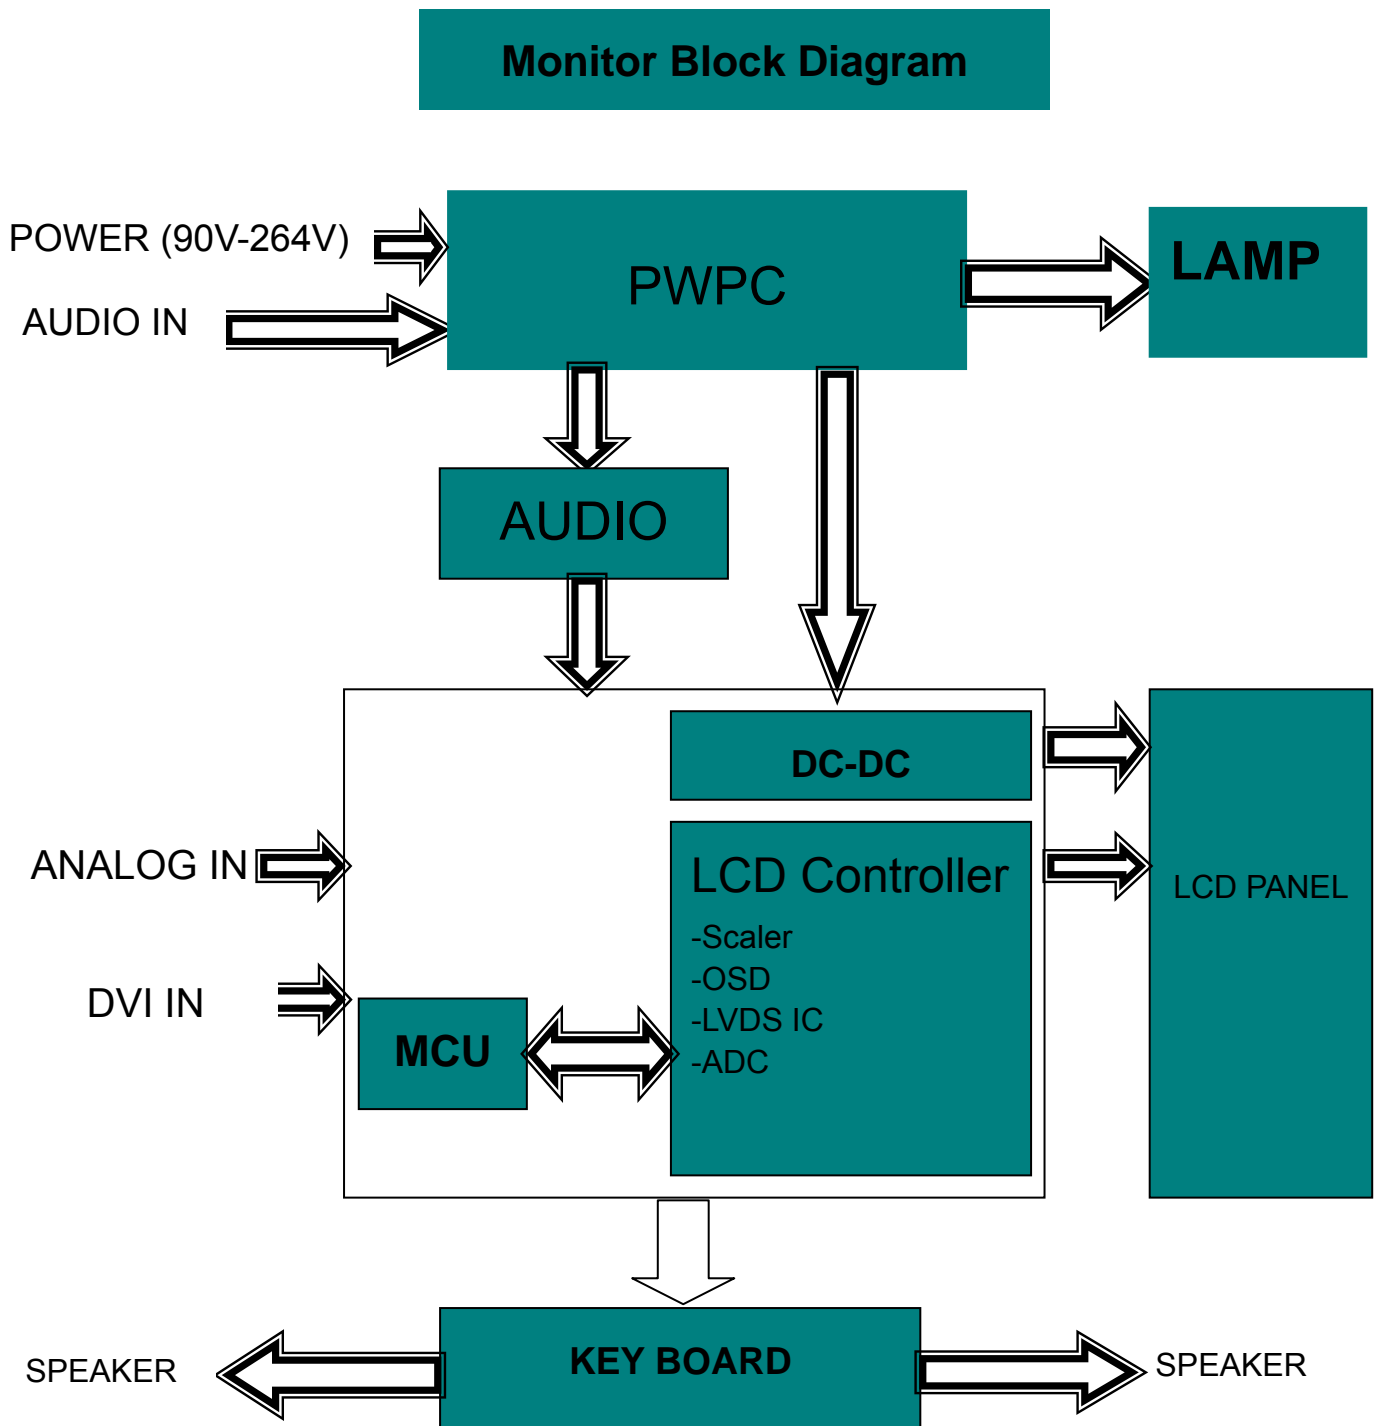 Monitor Block Diagram
POWER (90V-264V)
AUDIO IN
PWPC
LAMP
AUDIO
DC-DC
ANALOG IN
LCD Controller
-Scaler
-OSD
-LVDS IC
-ADC
LCD PANEL
DVI IN
MCU
SPEAKER
KEY BOARD
SPEAKER